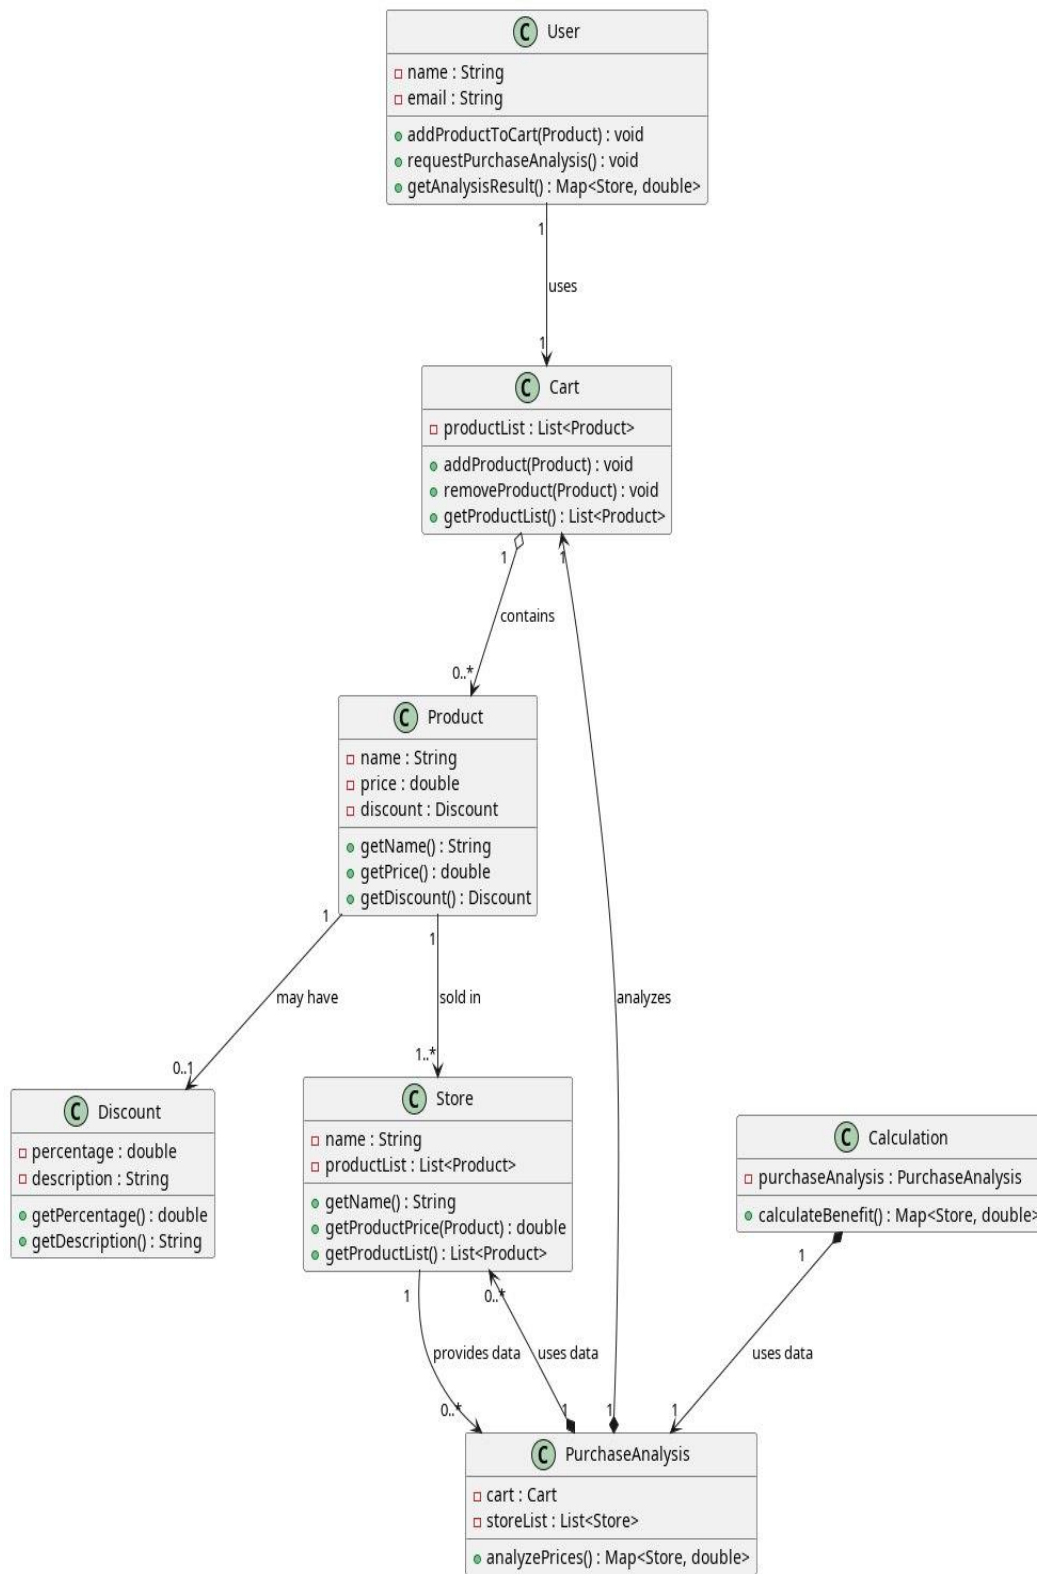 C User
name : String
email : String
addProductToCart(Product) : void
requestPurchaseAnalysis() : void
getAnalysisResult() : Map<Store, double>
1
uses
1
C Cart
productList : List<Product>
addProduct(Product) : void
removeProduct(Product) : void
getProductList() : List<Product>
1
1
contains
0..*
C Product
name : String
price : double
discount : Discount
getName() : String
getPrice() : double
getDiscount() : Discount
1
1
may have
sold in
analyzes
0..1
1..*
C Discount
percentage : double
description : String
getPercentage() : double
getDescription() : String
C Store
name : String
productList : List<Product>
getName() : String
getProductPrice(Product) : double
getProductList() : List<Product>
C Calculation
purchaseAnalysis : PurchaseAnalysis
calculateBenefit() : Map<Store, double>
1
0..*
1
provides data
uses data
uses data
0..*
1
1
1
C PurchaseAnalysis
cart : Cart
storeList : List<Store>
analyzePrices() : Map<Store, double>